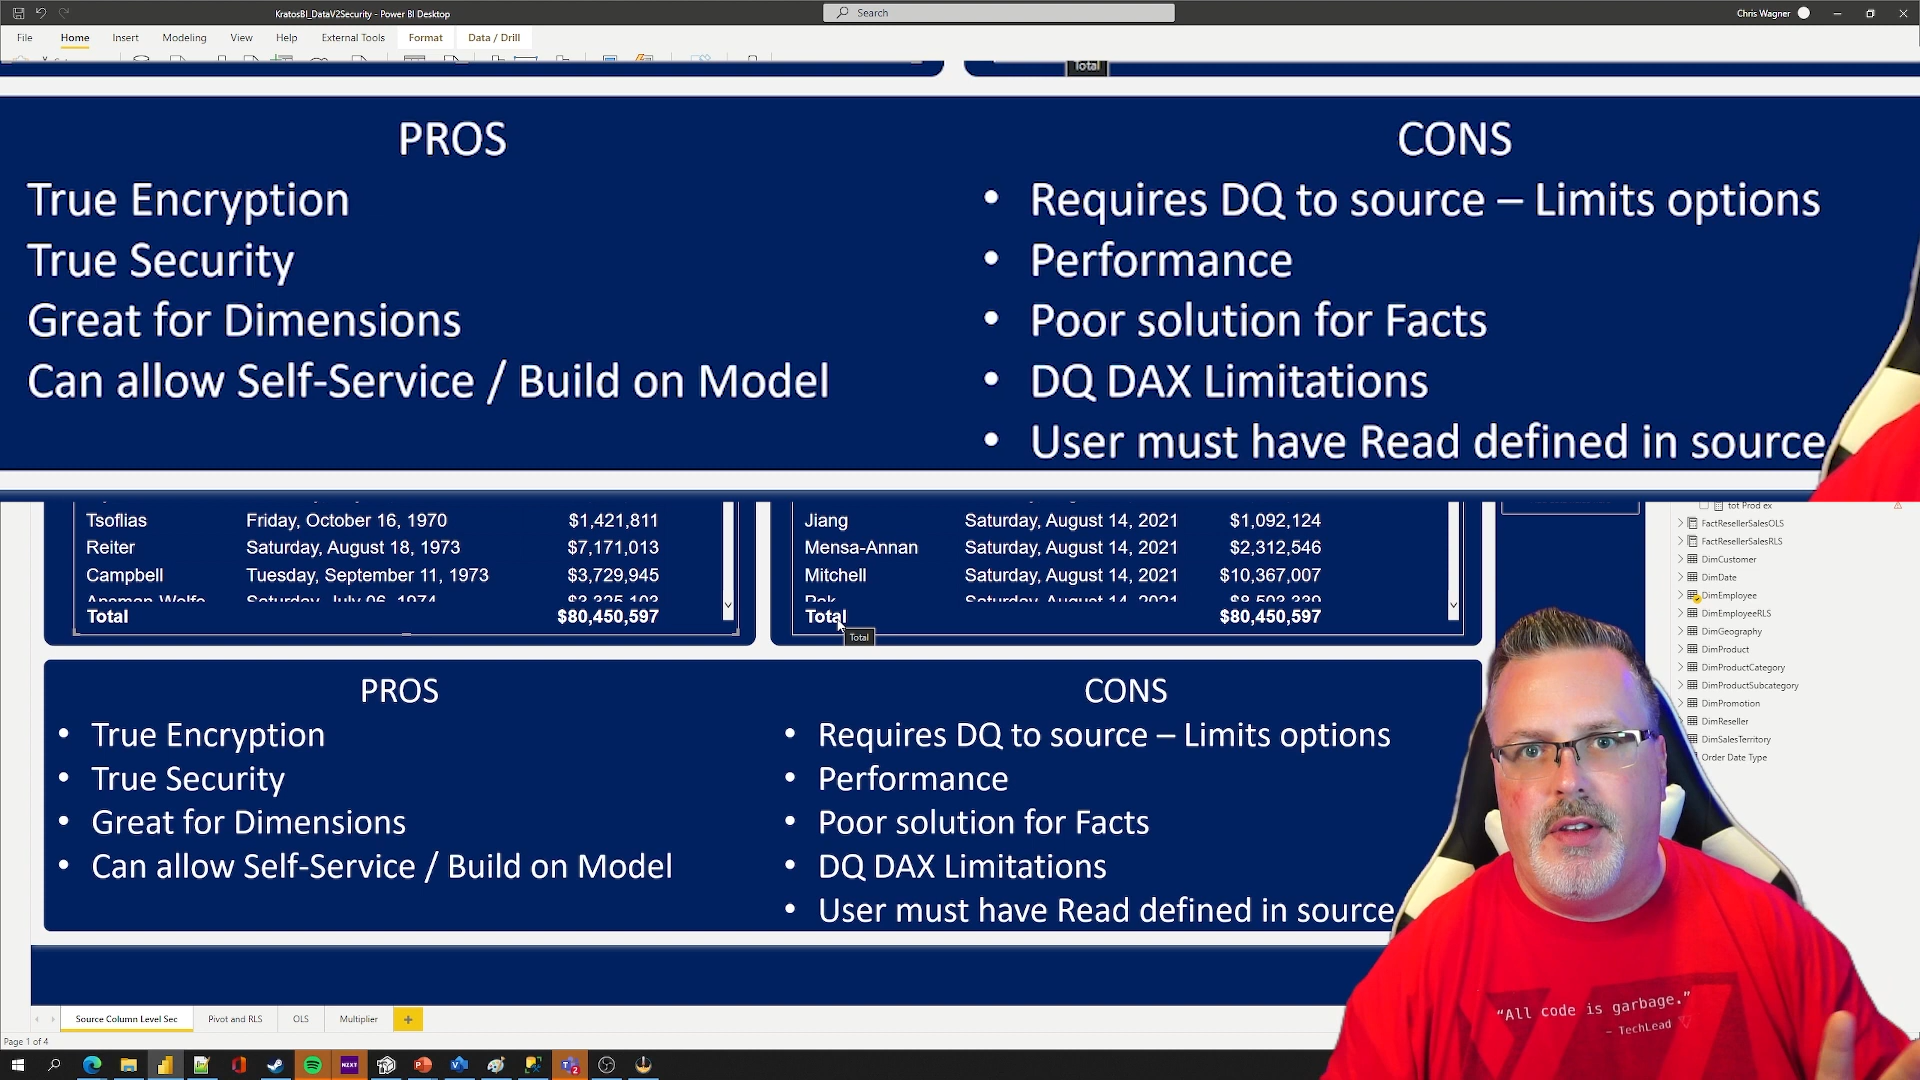 KratosBI_DataV2Security - Power BI Desktop
Search
Chris Wagner
File
Home
Insert
Modeling
View
Help
External Tools
Format
Data / Drill
Total
PROS
True Encryption
True Security
Great for Dimensions
Can allow Self-Service / Build on Model
CONS
• Requires DQ to source – Limits options
• Performance
• Poor solution for Facts
• DQ DAX Limitations
• User must have Read defined in source
Tsoflias Friday, October 16, 1970 $1,421,811
Reiter Saturday, August 18, 1973 $7,171,013
Campbell Tuesday, September 11, 1973 $3,729,945
Total $80,450,597
Jiang Saturday, August 14, 2021 $1,092,124
Mensa-Annan Saturday, August 14, 2021 $2,312,546
Mitchell Saturday, August 14, 2021 $10,367,007
Total $80,450,597
Total
tot Prod ex
FactResellerSalesOLS
FactResellerSalesRLS
DimCustomer
DimDate
DimEmployee
DimEmployeeRLS
DimGeography
DimProduct
DimProductCategory
DimProductSubcategory
DimPromotion
DimReseller
DimSalesTerritory
Order Date Type
PROS
• True Encryption
• True Security
• Great for Dimensions
• Can allow Self-Service / Build on Model
CONS
• Requires DQ to source – Limits options
• Performance
• Poor solution for Facts
• DQ DAX Limitations
• User must have Read defined in source
"All code is garbage."
– TechLead
Source Column Level Sec
Pivot and RLS
OLS
Multiplier
+
Page 1 of 4
NZXT